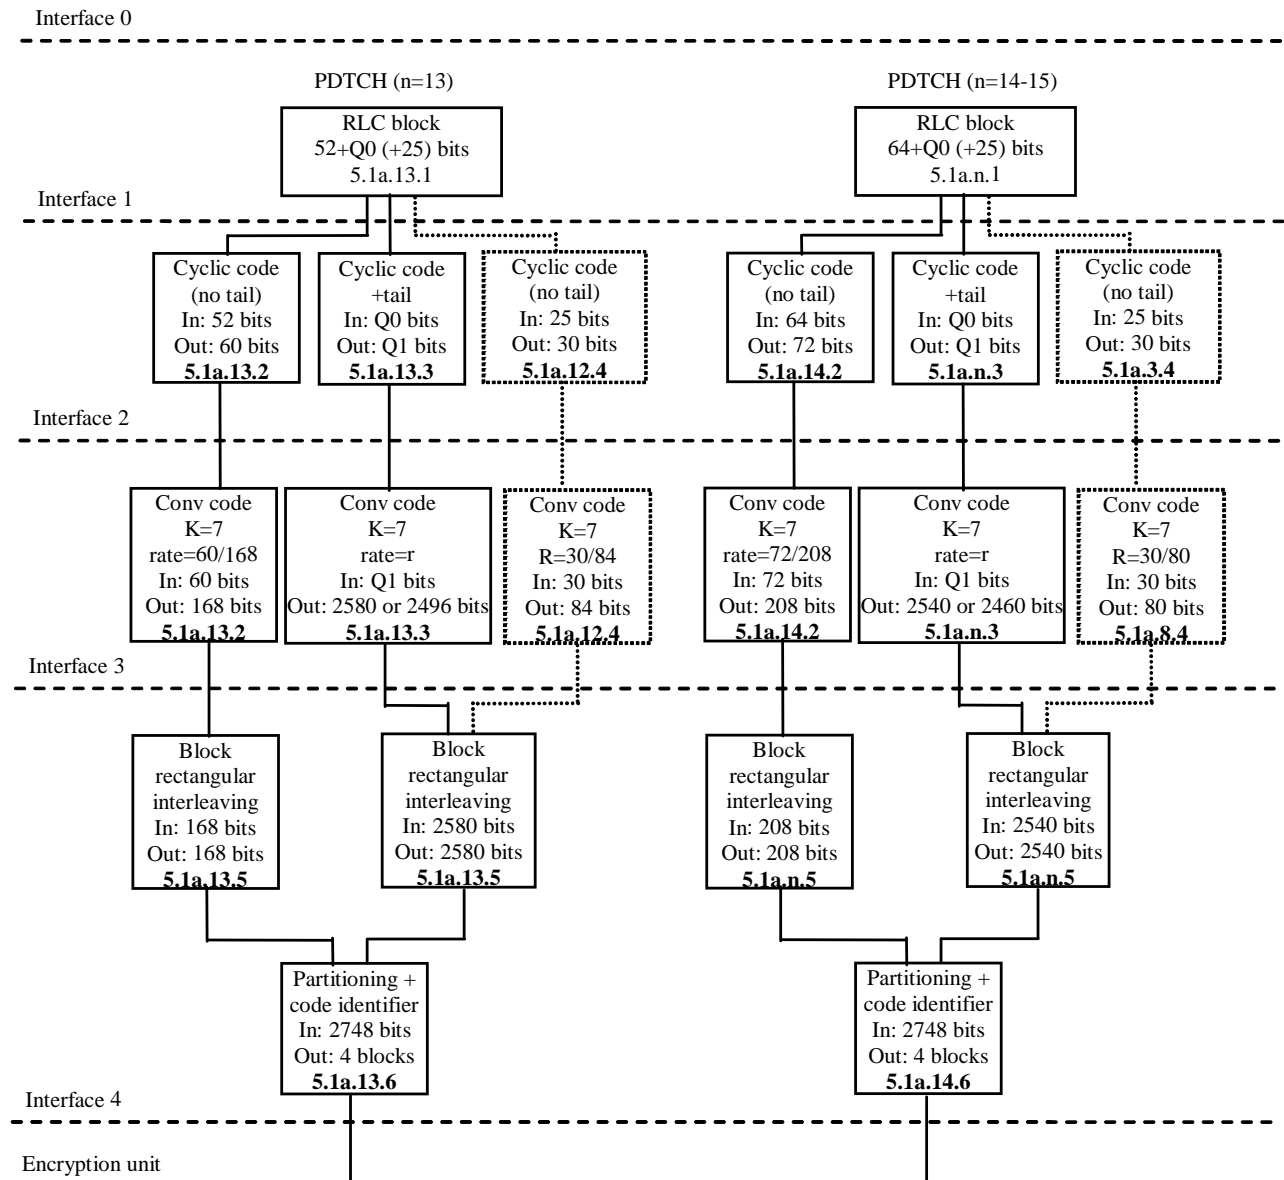 Interface 0
PDTCH (n=13)
PDTCH (n=14-15)
RLC block
52+Q0 (+25) bits
5.1a.13.1
RLC block
64+Q0 (+25) bits
5.1a.n.1
Interface 1
Cyclic code
(no tail)
In: 52 bits
Out: 60 bits
5.1a.13.2
Cyclic code
+tail
In: Q0 bits
Out: Q1 bits
5.1a.13.3
Cyclic code
(no tail)
In: 25 bits
Out: 30 bits
5.1a.12.4
Cyclic code
(no tail)
In: 64 bits
Out: 72 bits
5.1a.14.2
Cyclic code
+tail
In: Q0 bits
Out: Q1 bits
5.1a.n.3
Cyclic code
(no tail)
In: 25 bits
Out: 30 bits
5.1a.3.4
Interface 2
Conv code
K=7
rate=60/168
In: 60 bits
Out: 168 bits
5.1a.13.2
Conv code
K=7
rate=r
In: Q1 bits
Out: 2580 or 2496 bits
5.1a.13.3
Conv code
K=7
R=30/84
In: 30 bits
Out: 84 bits
5.1a.12.4
Conv code
K=7
rate=72/208
In: 72 bits
Out: 208 bits
5.1a.14.2
Conv code
K=7
rate=r
In: Q1 bits
Out: 2540 or 2460 bits
5.1a.n.3
Conv code
K=7
R=30/80
In: 30 bits
Out: 80 bits
5.1a.8.4
Interface 3
Block
rectangular
interleaving
In: 168 bits
Out: 168 bits
5.1a.13.5
Block
rectangular
interleaving
In: 2580 bits
Out: 2580 bits
5.1a.13.5
Block
rectangular
interleaving
In: 208 bits
Out: 208 bits
5.1a.n.5
Block
rectangular
interleaving
In: 2540 bits
Out: 2540 bits
5.1a.n.5
Partitioning +
code identifier
In: 2748 bits
Out: 4 blocks
5.1a.13.6
Partitioning +
code identifier
In: 2748 bits
Out: 4 blocks
5.1a.14.6
Interface 4
Encryption unit